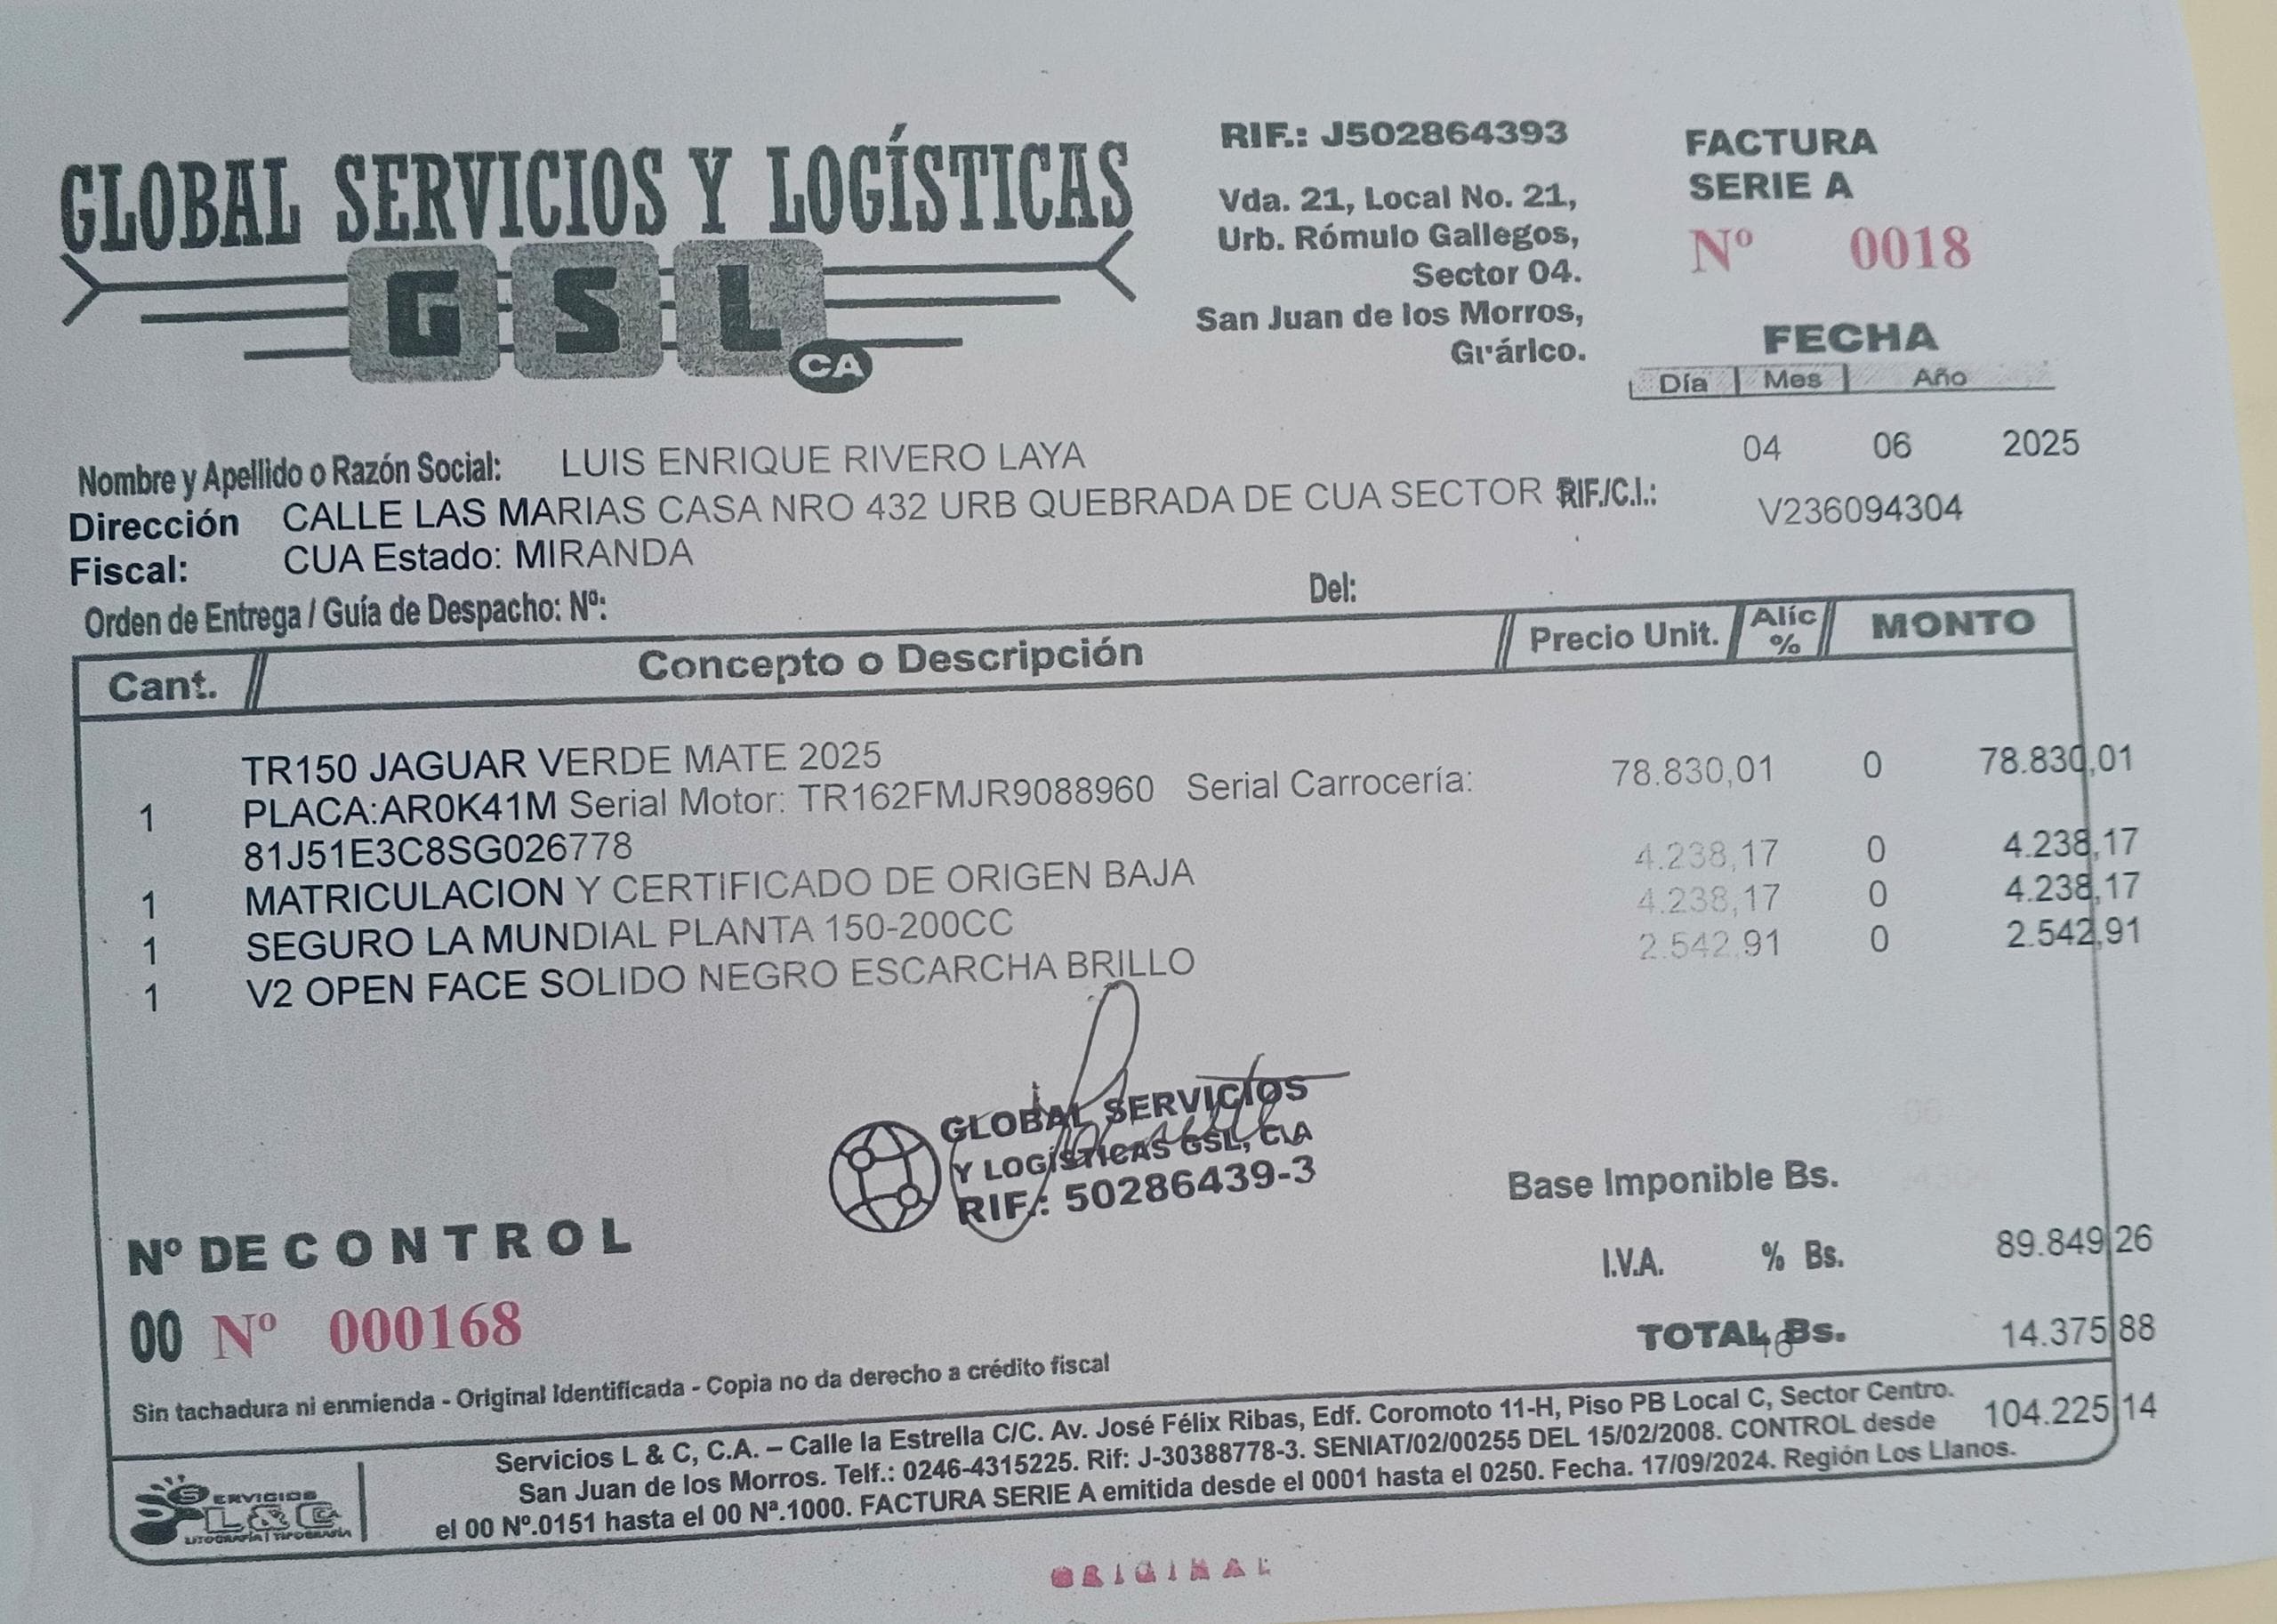 GLOBAL SERVICIOS Y LOGÍSTICAS
GSL
CA
RIF.: J502864393
Vda. 21, Local No. 21,
Urb. Rómulo Gallegos,
Sector 04.
San Juan de los Morros,
Guárico.
FACTURA
SERIE A
Nº 0018
FECHA
Día Mes Año
04 06 2025
Nombre y Apellido o Razón Social: LUIS ENRIQUE RIVERO LAYA
Dirección CALLE LAS MARIAS CASA NRO 432 URB QUEBRADA DE CUA SECTOR RIF./C.I.: V236094304
Fiscal: CUA Estado: MIRANDA
Orden de Entrega / Guía de Despacho: Nº: Del:
Cant. Concepto o Descripción Precio Unit. Alíc % MONTO
TR150 JAGUAR VERDE MATE 2025 78.830,01 0 78.830,01
1 PLACA:AR0K41M Serial Motor: TR162FMJR9088960 Serial Carrocería:
81J51E3C8SG026778
1 MATRICULACION Y CERTIFICADO DE ORIGEN BAJA 4.238,17 0 4.238,17
1 SEGURO LA MUNDIAL PLANTA 150-200CC 4.238,17 0 4.238,17
1 V2 OPEN FACE SOLIDO NEGRO ESCARCHA BRILLO 2.542,91 0 2.542,91
GLOBAL SERVICIOS
Y LOGÍSTICAS GSL, C.A
RIF.: 50286439-3
Base Imponible Bs.
89.849,26
I.V.A. % Bs.
16
14.375,88
TOTAL Bs.
104.225,14
Nº DE CONTROL
00 Nº 000168
Sin tachadura ni enmienda - Original Identificada - Copia no da derecho a crédito fiscal
SERVICIOS
L&C
LITOGRAFÍA | TIPOGRAFÍA
Servicios L & C, C.A. – Calle la Estrella C/C. Av. José Félix Ribas, Edf. Coromoto 11-H, Piso PB Local C, Sector Centro.
San Juan de los Morros. Telf.: 0246-4315225. Rif: J-30388778-3. SENIAT/02/00255 DEL 15/02/2008. CONTROL desde
el 00 Nº.0151 hasta el 00 Nª.1000. FACTURA SERIE A emitida desde el 0001 hasta el 0250. Fecha. 17/09/2024. Región Los Llanos.
ORIGINAL